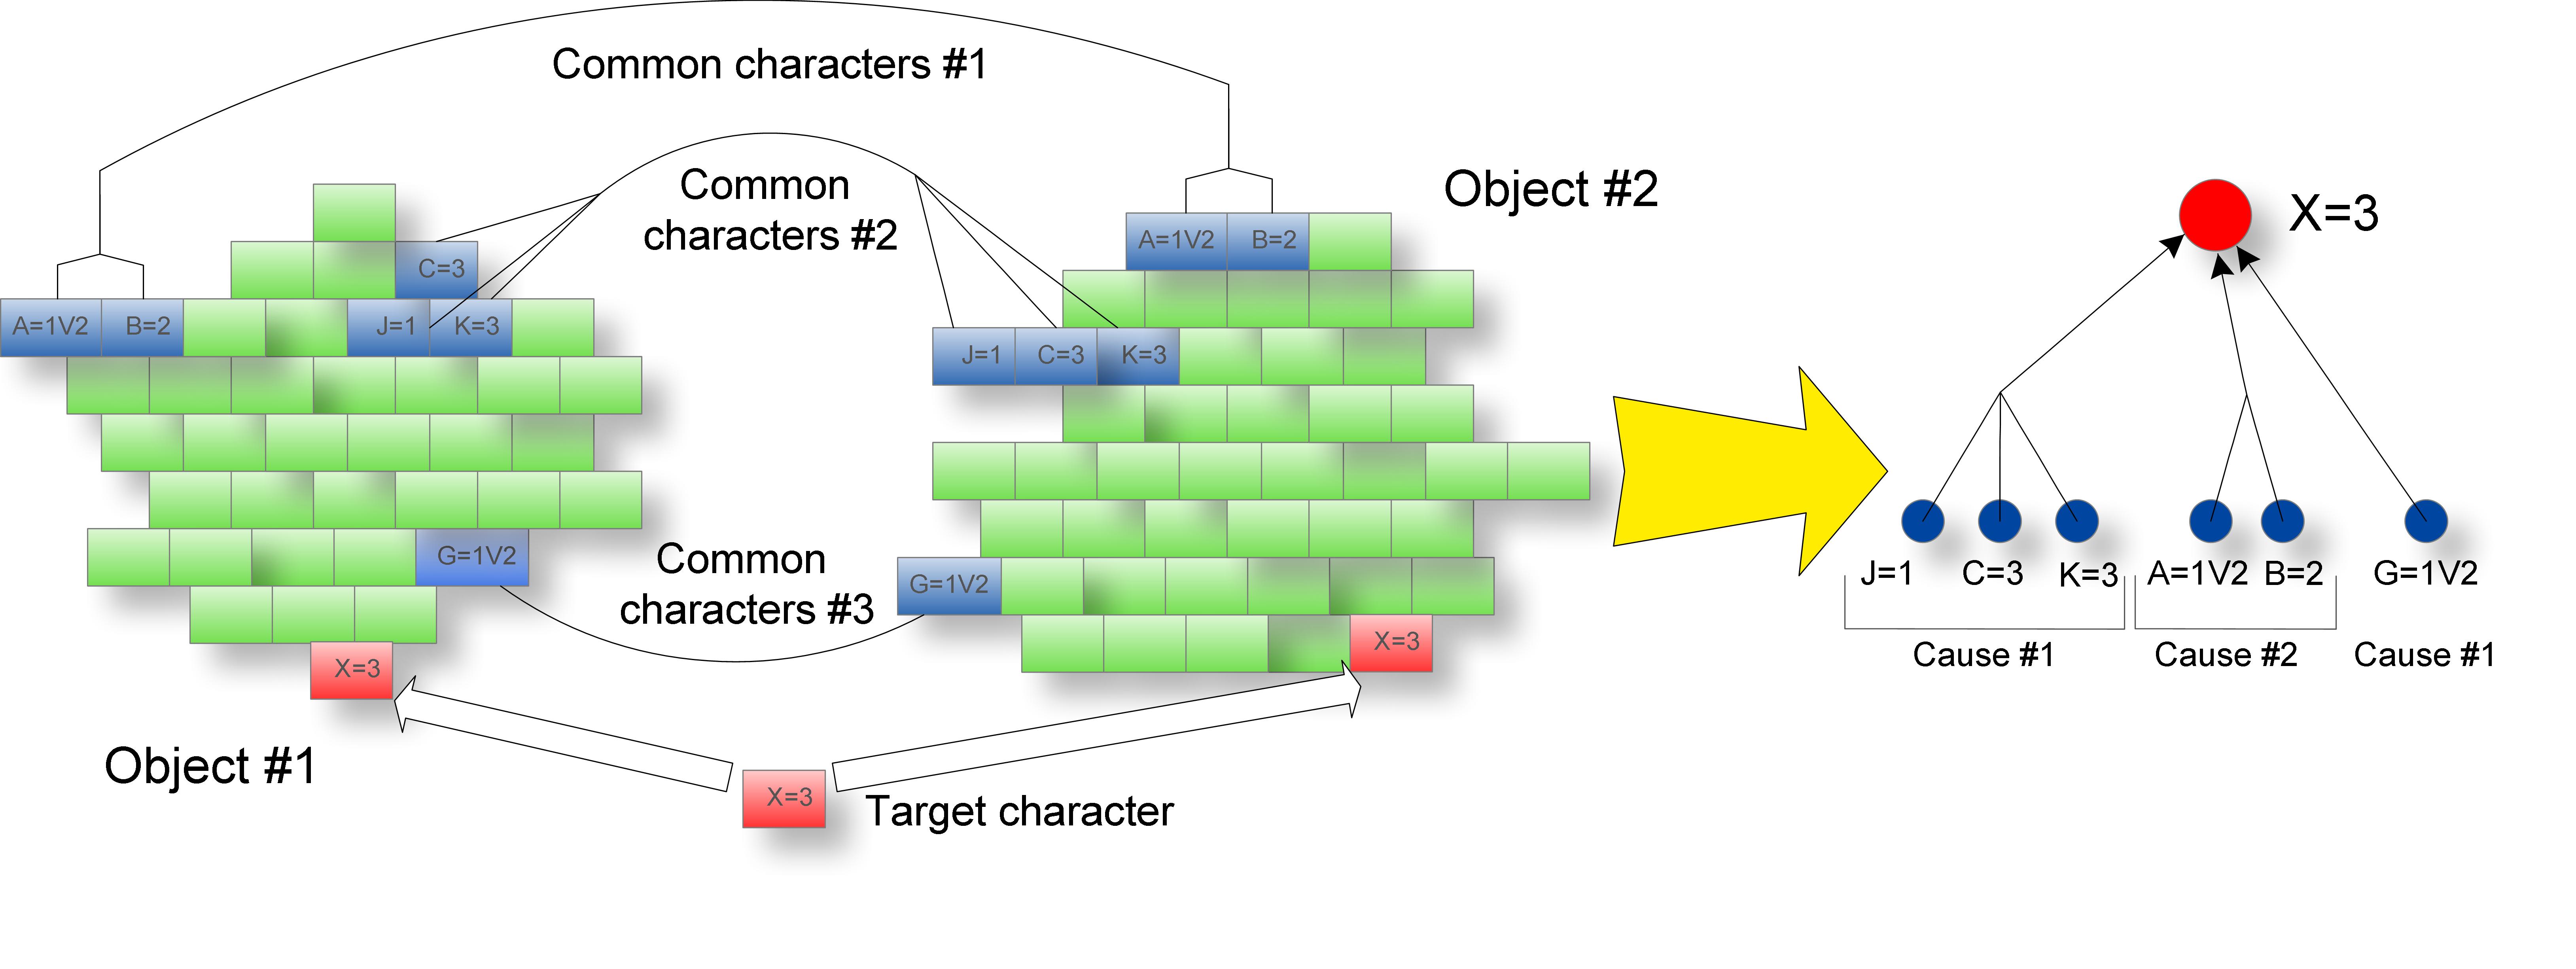 Common characters #1
Common
characters #2
Object #2
A=1V2 B=2
C=3
A=1V2 B=2 J=1 K=3
J=1 C=3 K=3
G=1V2
Common
characters #3
G=1V2
X=3
X=3
Object #1
X=3
Target character
X=3
J=1 C=3 K=3 A=1V2 B=2 G=1V2
Cause #1 Cause #2 Cause #1